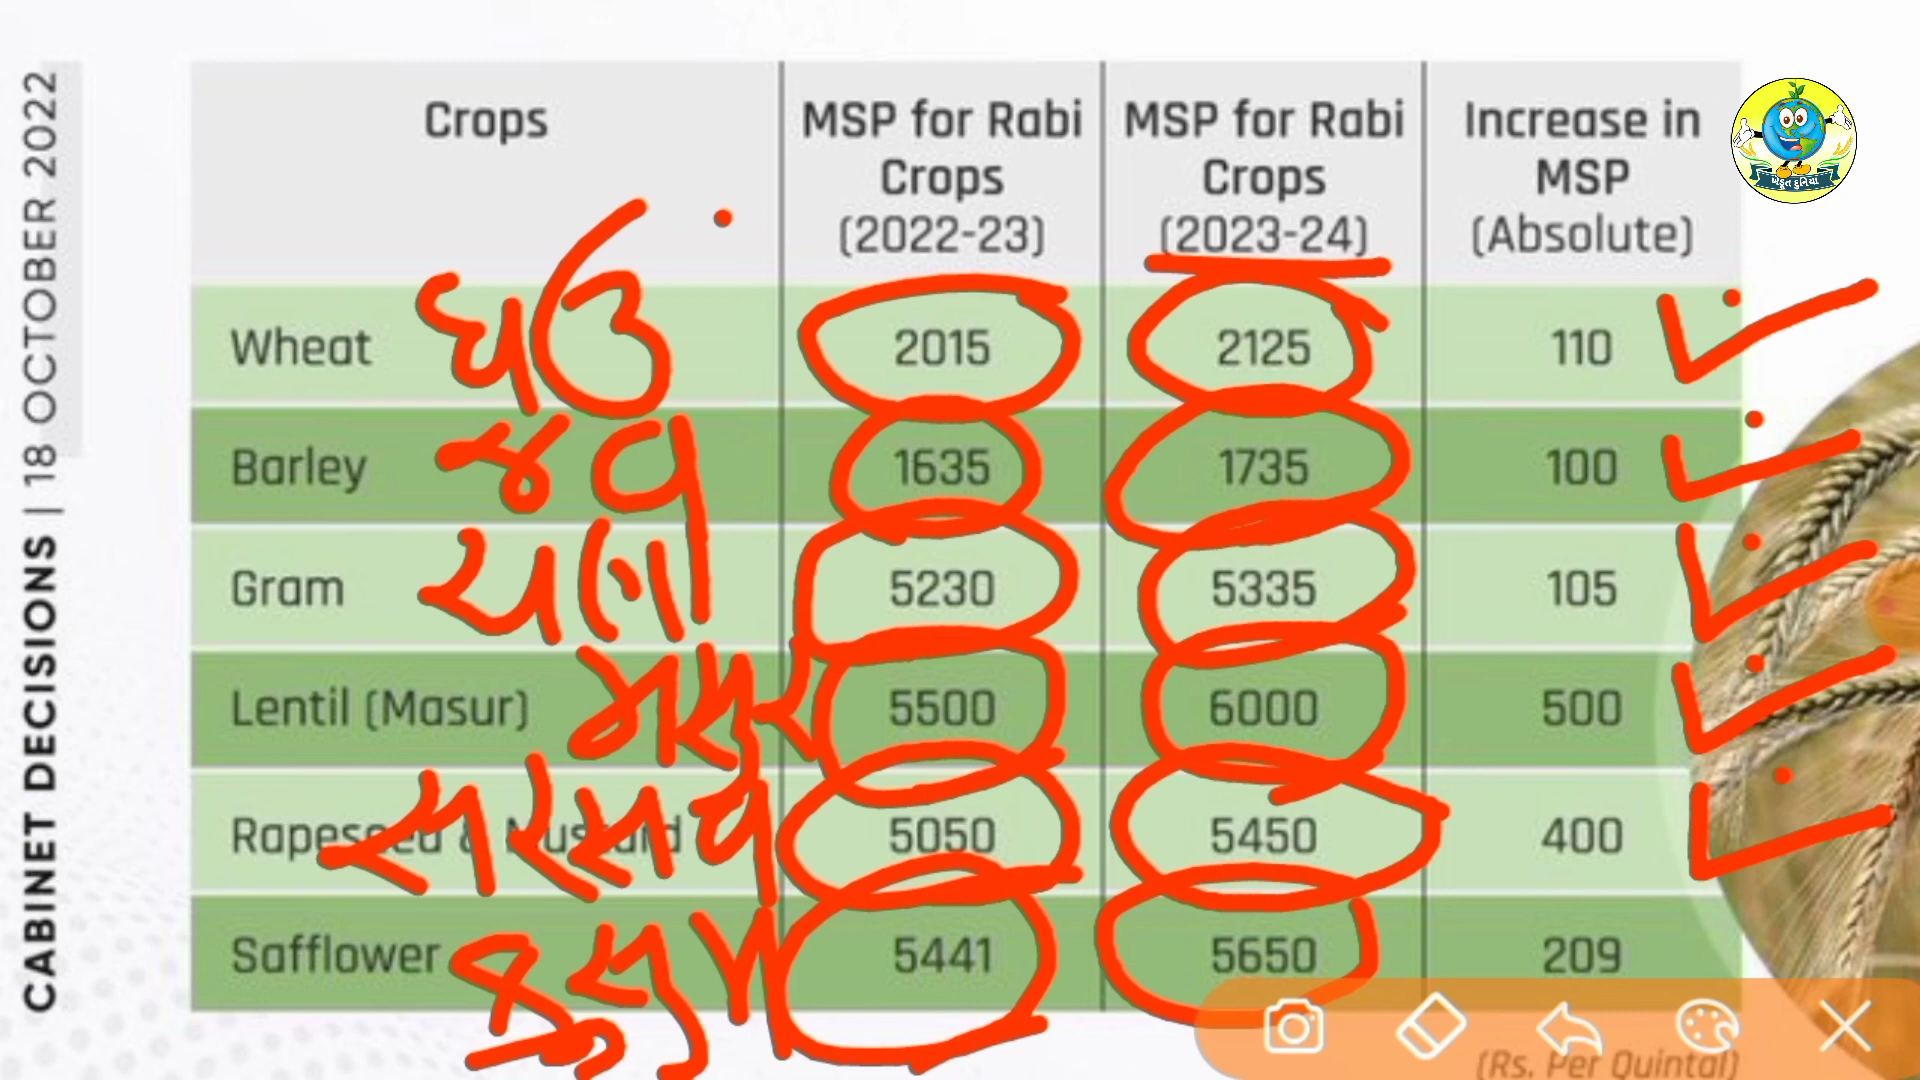 CABINET DECISIONS | 18 OCTOBER 2022
Crops MSP for Rabi Crops (2022-23) MSP for Rabi Crops (2023-24) Increase in MSP (Absolute)
ખેડૂત દુનિયા
Wheat ઘઉં 2015 2125 110
Barley જવ 1635 1735 100
Gram ચણા 5230 5335 105
Lentil (Masur) મસુર 5500 6000 500
Rapeseed & Mustard સરસવ 5050 5450 400
Safflower કુસુમ 5441 5650 209
(Rs. Per Quintal)